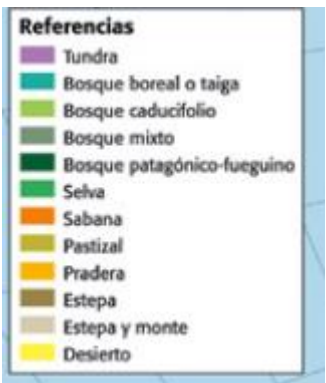 Referencias
Tundra
Bosque boreal o taiga
Bosque caducifolio
Bosque mixto
Bosque patagónico-fueguino
Selva
Sabana
Pastizal
Pradera
Estepa
Estepa y monte
Desierto